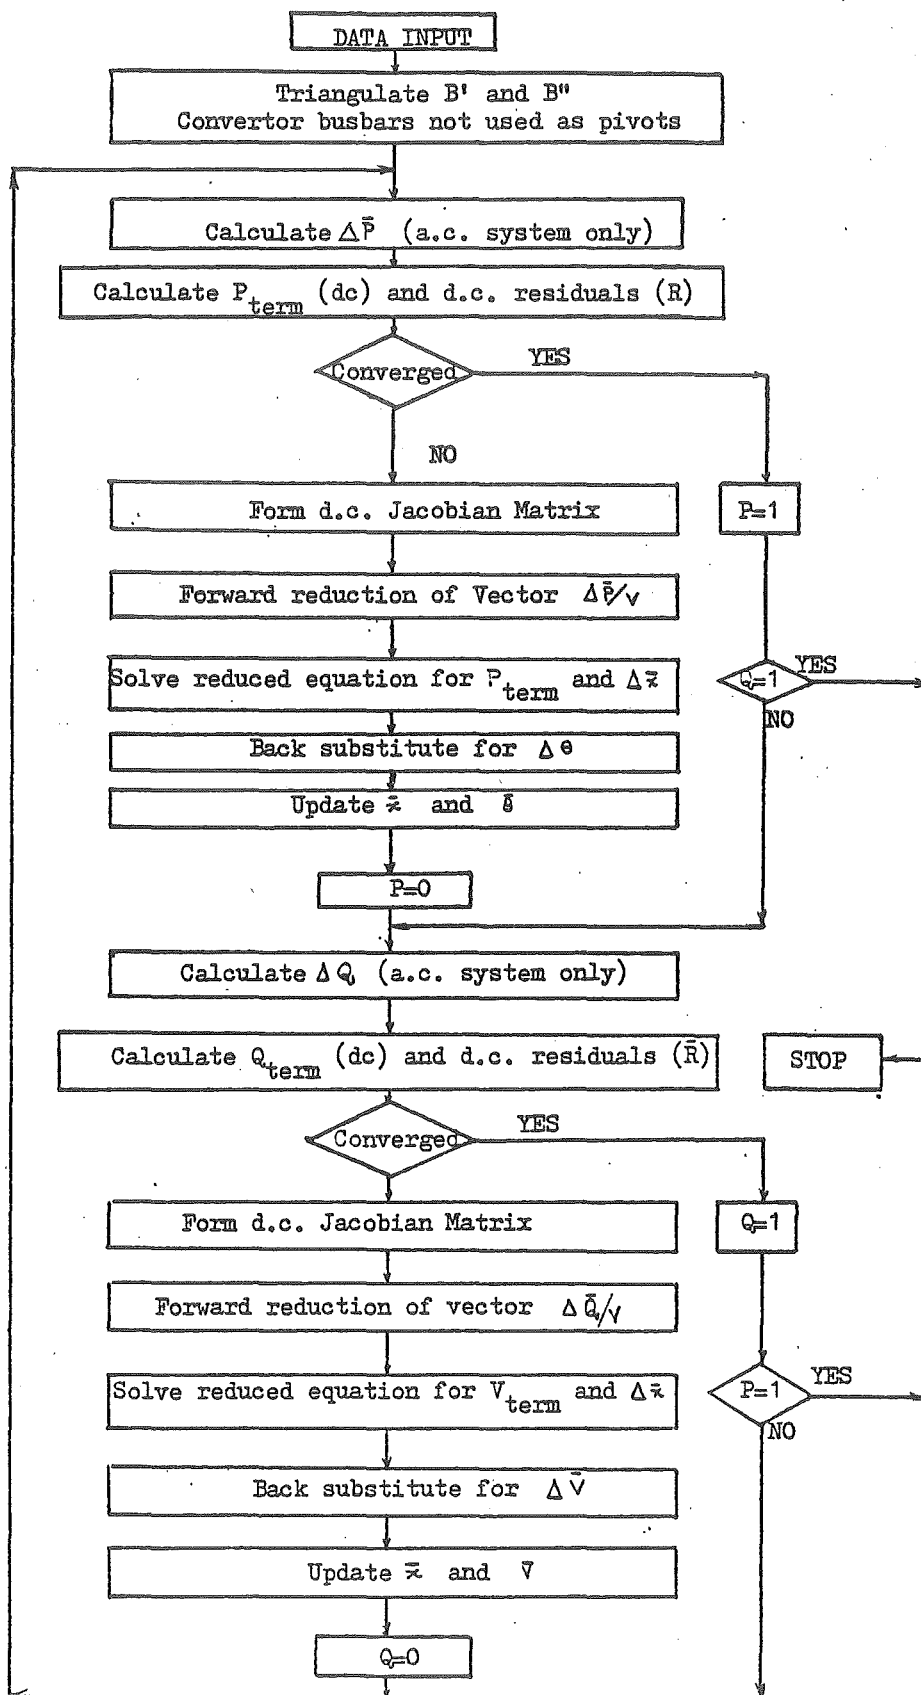 DATA INPUT
Triangulate B' and B"
Convertor busbars not used as pivots
Calculate ΔP̄ (a.c. system only)
Calculate P_term (dc) and d.c. residuals (R)
Converged
YES
NO
Form d.c. Jacobian Matrix
P=1
Forward reduction of Vector ΔP̄/V
Solve reduced equation for P_term and Δx̄
Q=1
YES
NO
Back substitute for Δθ
Update x̄ and θ̄
P=0
Calculate ΔQ (a.c. system only)
Calculate Q_term (dc) and d.c. residuals (R̄)
STOP
Converged
YES
Form d.c. Jacobian Matrix
Q=1
Forward reduction of vector ΔQ̄/V
Solve reduced equation for V_term and Δx̄
P=1
YES
NO
Back substitute for ΔV̄
Update x̄ and V̄
Q=0